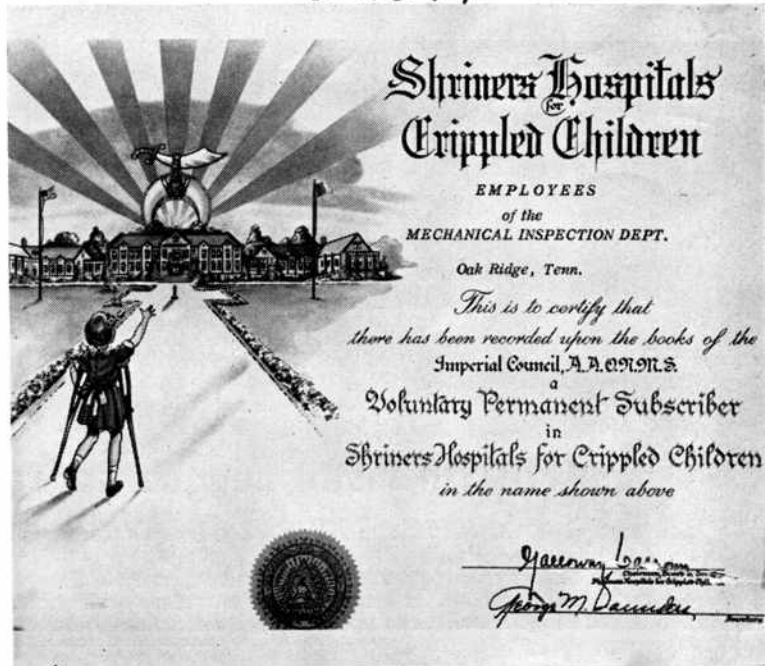 Shriners Hospitals
for
Crippled Children
EMPLOYEES
of the
MECHANICAL INSPECTION DEPT.
Oak Ridge, Tenn.
This is to certify that
there has been recorded upon the books of the
Imperial Council, A.A.O.N.M.S.
a
Voluntary Permanent Subscriber
in
Shriners Hospitals for Crippled Children
in the name shown above
Galloway
George M. Saunders
Secretary